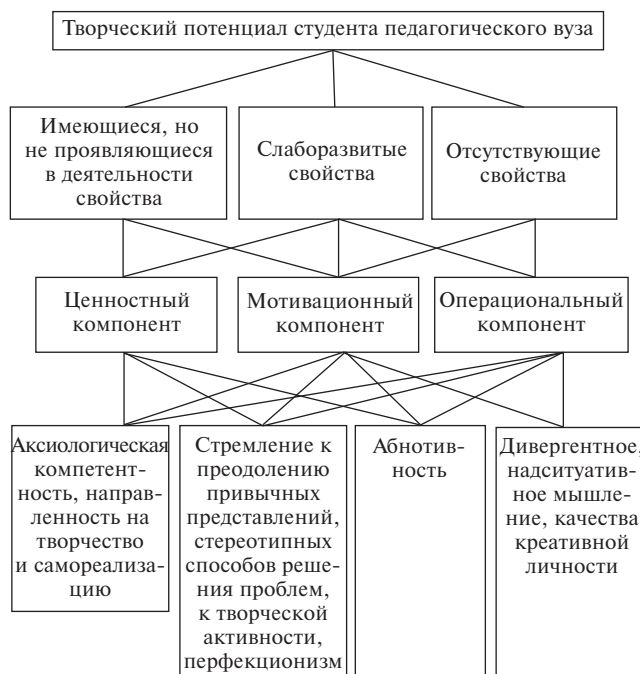 Творческий потенциал студента педагогического вуза
Имеющиеся, но
не проявляющиеся
в деятельности
свойства
Слаборазвитые
свойства
Отсутствующие
свойства
Ценностный
компонент
Мотивационный
компонент
Операциональный
компонент
Аксиологическая
компетент-
ность, направ-
ленность на
творчество
и самореализа-
цию
Стремление к
преодолению
привычных
представлений,
стереотипных
способов реше
ния проблем,
к творческой
активности,
перфекционизм
Абнотив-
ность
Дивергентное,
надситуатив-
ное мышле-
ние, качества
креативной
личности